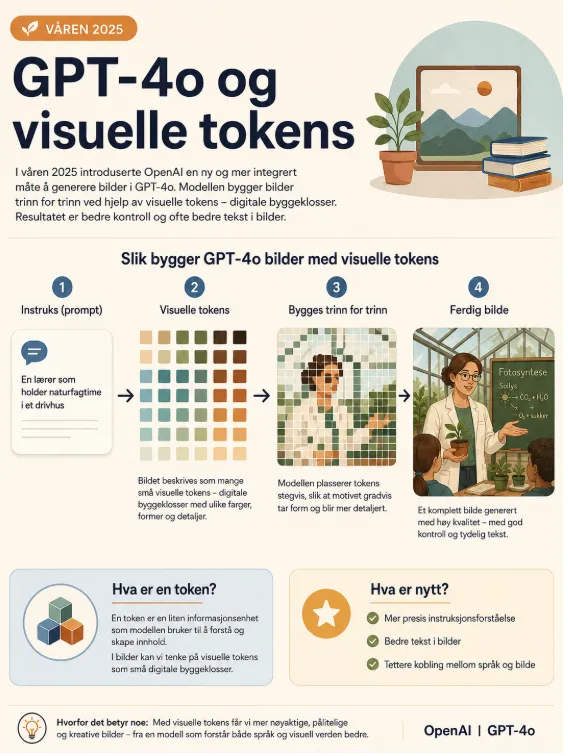 VÅREN 2025
GPT-4o og
visuelle tokens
I våren 2025 introduserte OpenAI en ny og mer integrert
måte å generere bilder i GPT-4o. Modellen bygger bilder
trinn for trinn ved hjelp av visuelle tokens – digitale byggeklosser.
Resultatet er bedre kontroll og ofte bedre tekst i bilder.
Slik bygger GPT-4o bilder med visuelle tokens
1
Instruks (prompt)
En lærer som
holder naturfagtime
i et drivhus
2
Visuelle tokens
Bildet beskrives som mange
små visuelle tokens – digitale
byggeklosser med ulike farger,
former og detaljer.
3
Bygges trinn for trinn
Modellen plasserer tokens
stegvis, slik at motivet gradvis
tar form og blir mer detaljert.
4
Ferdig bilde
Fotosyntese
Sollys
CO₂ + H₂O
O₂ + sukker
Et komplett bilde generert
med høy kvalitet – med god
kontroll og tydelig tekst.
Hva er en token?
En token er en liten informasjonsenhet
som modellen bruker til å forstå og
skape innhold.
I bilder kan vi tenke på visuelle tokens
som små digitale byggeklosser.
Hva er nytt?
Mer presis instruksjonsforståelse
Bedre tekst i bilder
Tettere kobling mellom språk og bilde
Hvorfor det betyr noe: Med visuelle tokens får vi mer nøyaktige, pålitelige
og kreative bilder – fra en modell som forstår både språk og visuell verden bedre.
OpenAI | GPT-4o